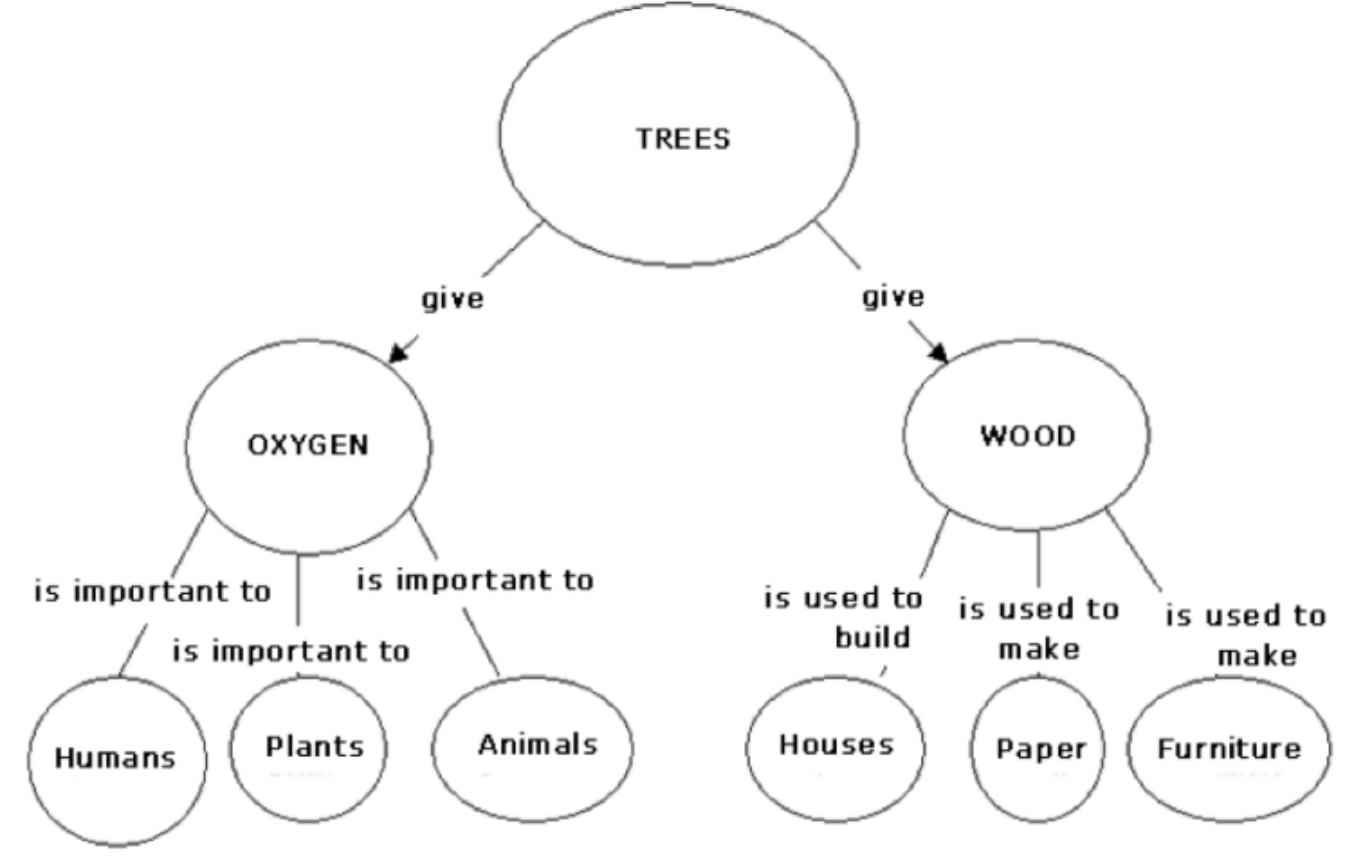 TREES
give
give
OXYGEN
WOOD
is important to
is important to
is important to
is used to
build
is used to
make
is used to
make
Humans
Plants
Animals
Houses
Paper
Furniture